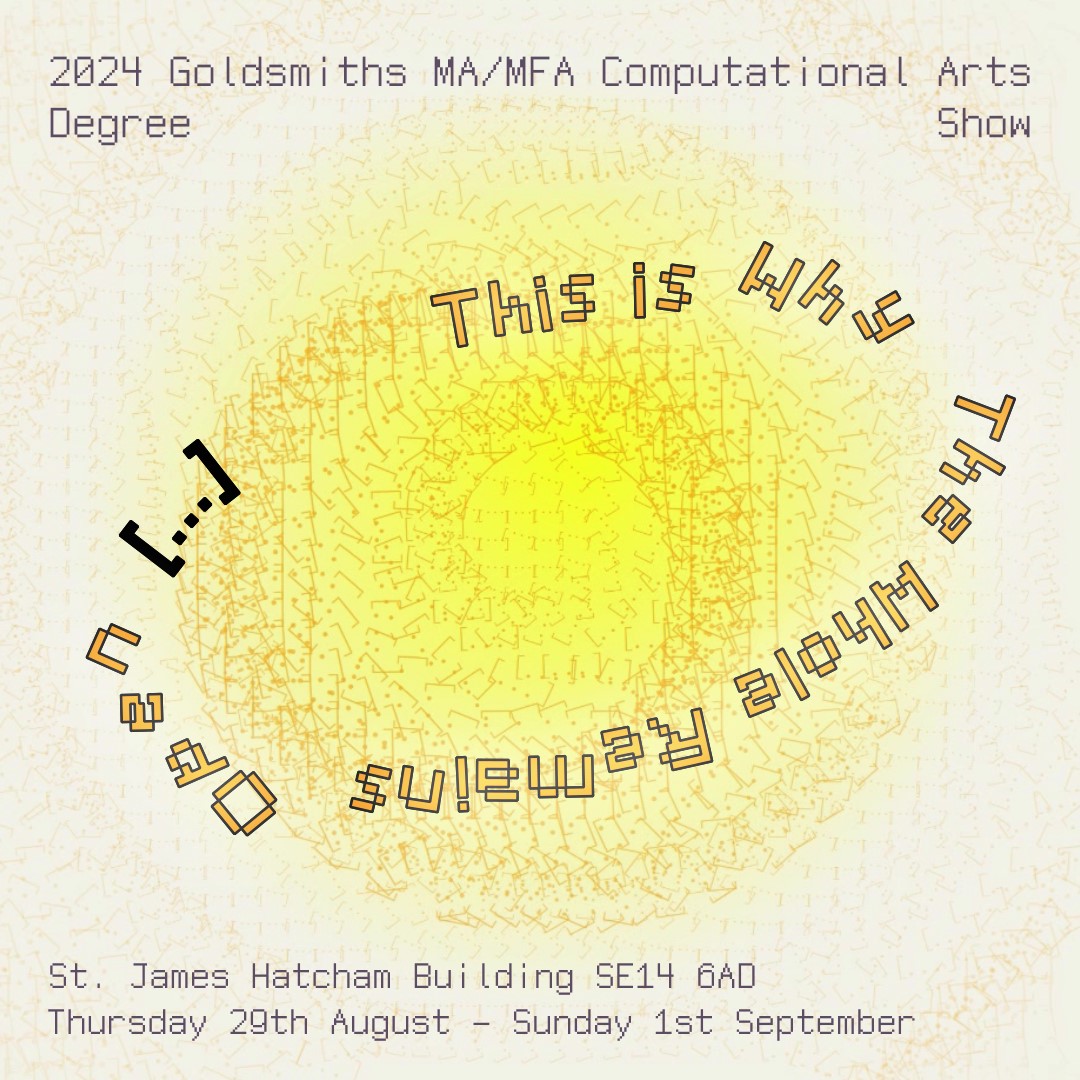 2024 Goldsmiths MA/MFA Computational Arts
Degree Show
This is Why The Whole Remains Open [...]
St. James Hatcham Building SE14 6AD
Thursday 29th August – Sunday 1st September